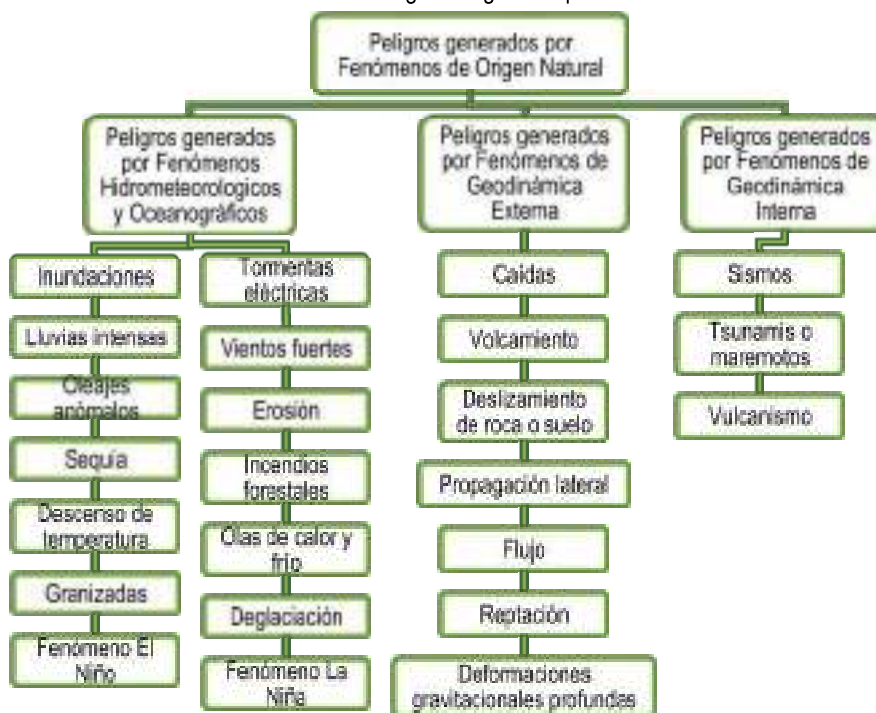 Peligros generados por
Fenómenos de Origen Natural
Peligros generados
por Fenómenos
Hidrometeorologicos
y Oceanográficos
Inundaciones
Lluvias intensas
Oleajes
anómalos
Sequía
Descenso de
temperatura
Granizadas
Fenómeno El
Niño
Tormentas
eléctricas
Vientos fuertes
Erosión
Incendios
forestales
Olas de calor y
frío
Deglaciación
Fenómeno La
Niña
Peligros generados
por Fenómenos de
Geodinámica
Externa
Caidas
Volcamiento
Deslizamiento
de roca o suelo
Propagación lateral
Flujo
Reptación
Deformaciones
gravitacionales profundas
Peligros generados
por Fenómenos de
Geodinámica
Interna
Sismos
Tsunamis o
maremotos
Vulcanismo